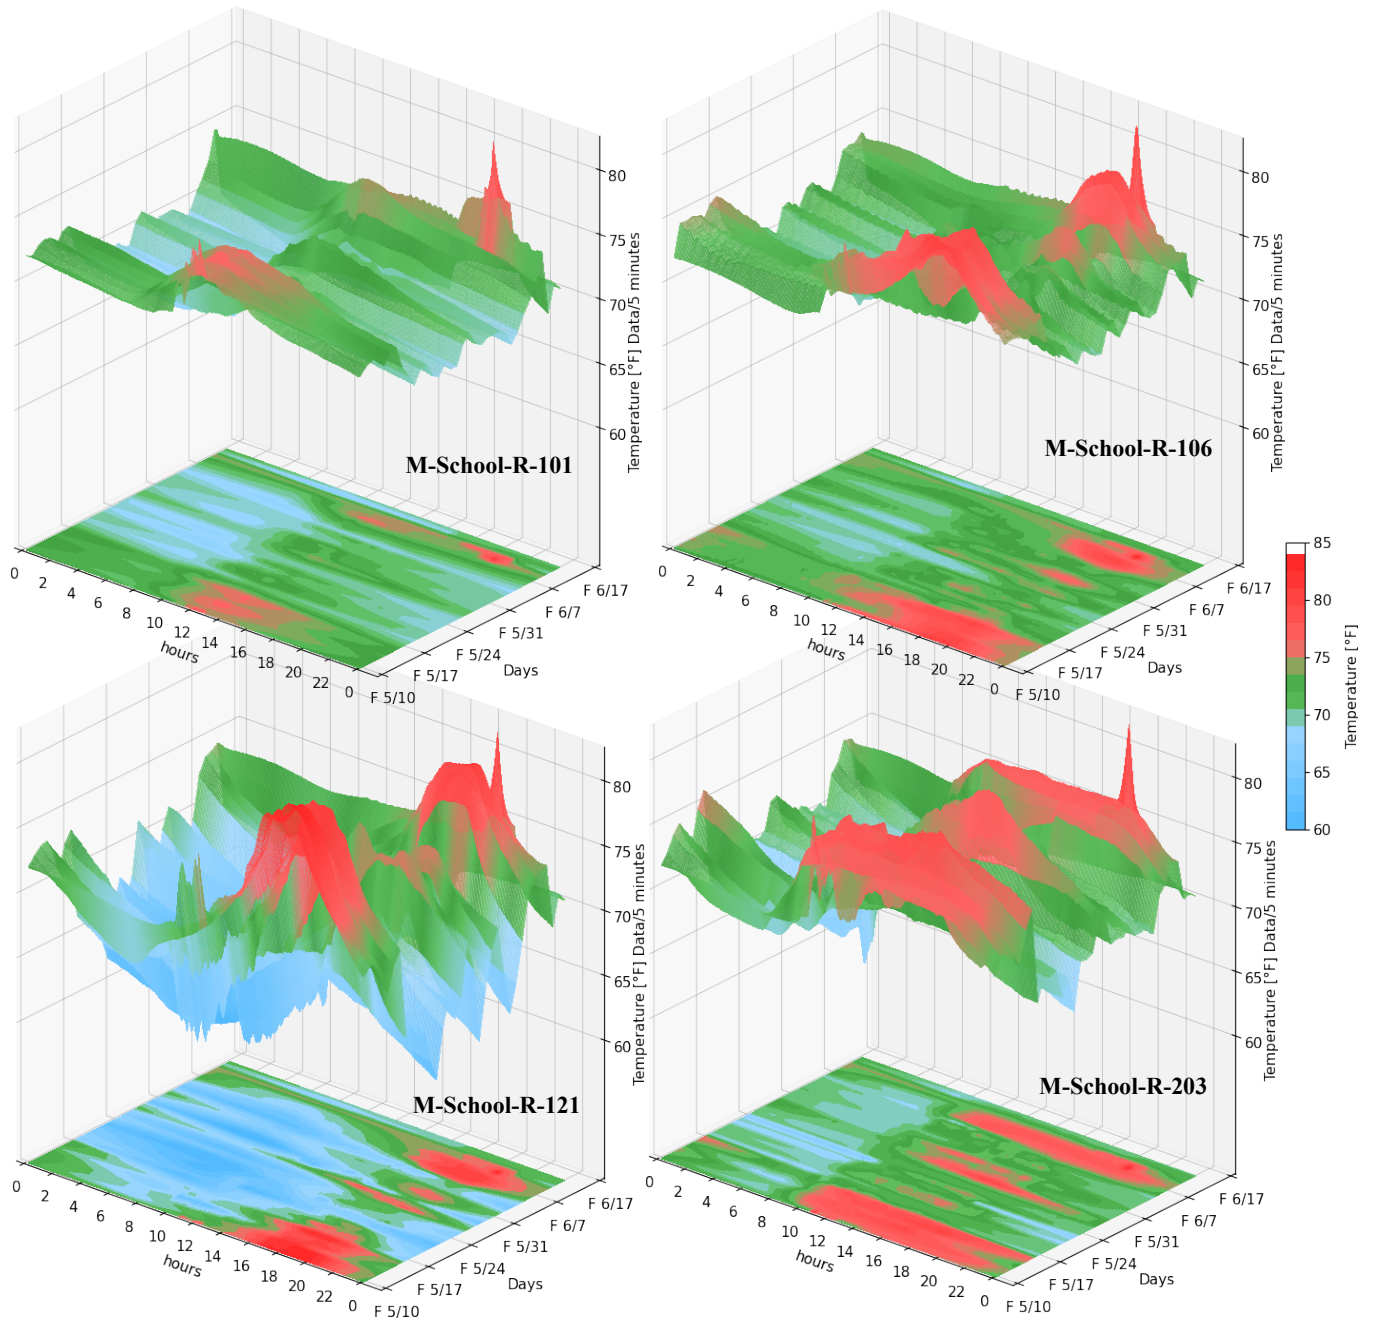 80
75
70
65
60
Temperature [°F] Data/5 minutes
M-School-R-101
0
2
4
6
8
10
12
14
16
18
20
22
0
hours
F 5/10
F 5/17
F 5/24
F 5/31
F 6/7
F 6/17
Days
80
75
70
65
60
Temperature [°F] Data/5 minutes
M-School-R-106
0
2
4
6
8
10
12
14
16
18
20
22
0
hours
F 5/10
F 5/17
F 5/24
F 5/31
F 6/7
F 6/17
Days
85
80
75
70
65
60
Temperature [°F]
80
75
70
65
60
Temperature [°F] Data/5 minutes
M-School-R-121
0
2
4
6
8
10
12
14
16
18
20
22
0
hours
F 5/10
F 5/17
F 5/24
F 5/31
F 6/7
F 6/17
Days
80
75
70
65
60
Temperature [°F] Data/5 minutes
M-School-R-203
0
2
4
6
8
10
12
14
16
18
20
22
0
hours
F 5/10
F 5/17
F 5/24
F 5/31
F 6/7
F 6/17
Days